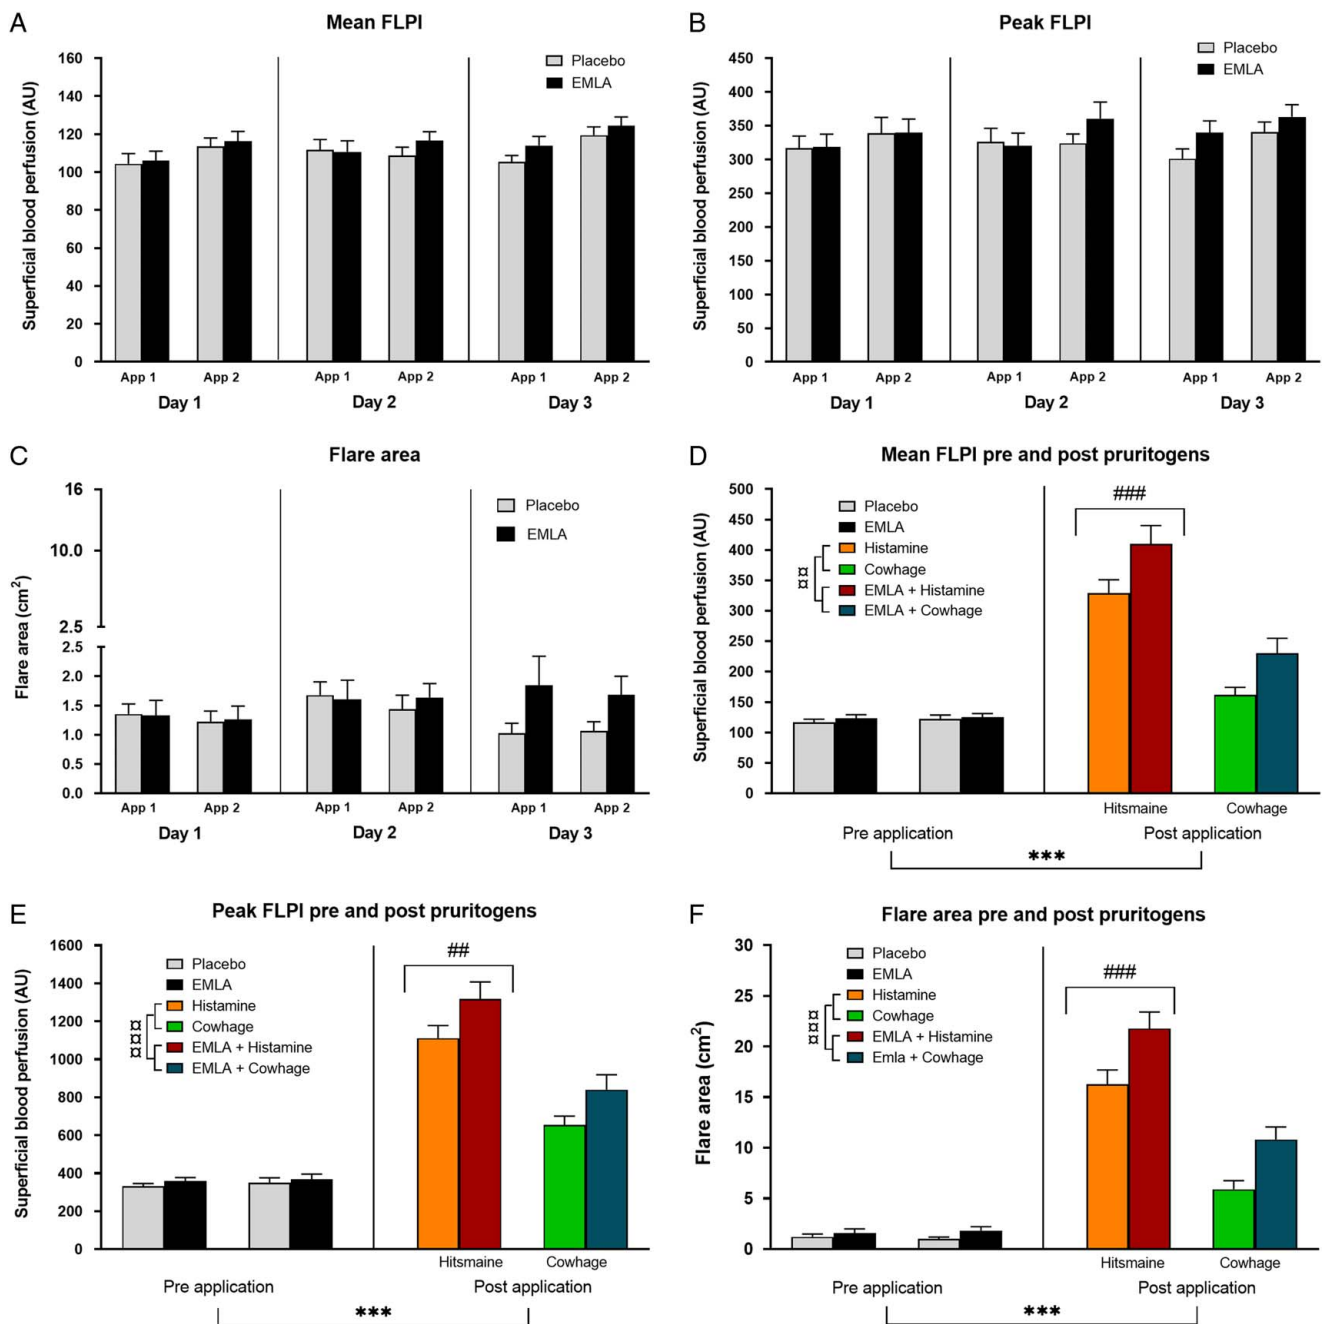 A
Mean FLPI
Superficial blood perfusion (AU)
160
140
120
100
80
60
40
20
0
Placebo
EMLA
App 1 App 2 App 1 App 2 App 1 App 2
Day 1 Day 2 Day 3
B
Peak FLPI
Superficial blood perfusion (AU)
450
400
350
300
250
200
150
100
50
0
Placebo
EMLA
App 1 App 2 App 1 App 2 App 1 App 2
Day 1 Day 2 Day 3
C
Flare area
Flare area (cm²)
16
10.0
2.5
2.5
2.0
1.5
1.0
0.5
0.0
Placebo
EMLA
App 1 App 2 App 1 App 2 App 1 App 2
Day 1 Day 2 Day 3
D
Mean FLPI pre and post pruritogens
Superficial blood perfusion (AU)
500
450
400
350
300
250
200
150
100
50
0
Placebo
EMLA
Histamine
Cowhage
EMLA + Histamine
EMLA + Cowhage
¤¤
###
Hitsmaine Cowhage
Pre application Post application
***
E
Peak FLPI pre and post pruritogens
Superficial blood perfusion (AU)
1600
1400
1200
1000
800
600
400
200
0
Placebo
EMLA
Histamine
Cowhage
EMLA + Histamine
EMLA + Cowhage
¤¤¤
##
Hitsmaine Cowhage
Pre application Post application
***
F
Flare area pre and post pruritogens
Flare area (cm²)
30
25
20
15
10
5
0
Placebo
EMLA
Histamine
Cowhage
EMLA + Histamine
Emla + Cowhage
¤¤¤
###
Hitsmaine Cowhage
Pre application Post application
***